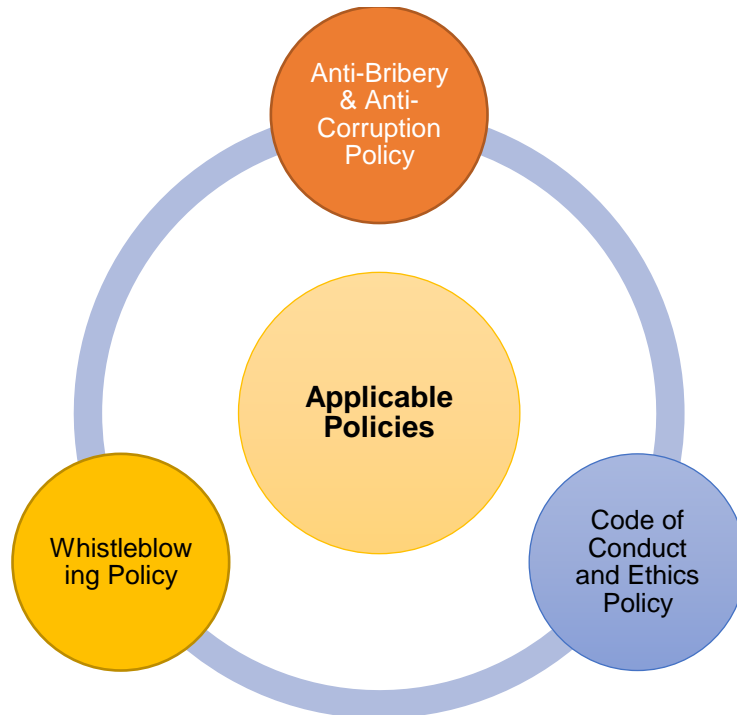 Anti-Bribery
& Anti-
Corruption
Policy
Applicable
Policies
Whistleblow
ing Policy
Code of
Conduct
and Ethics
Policy